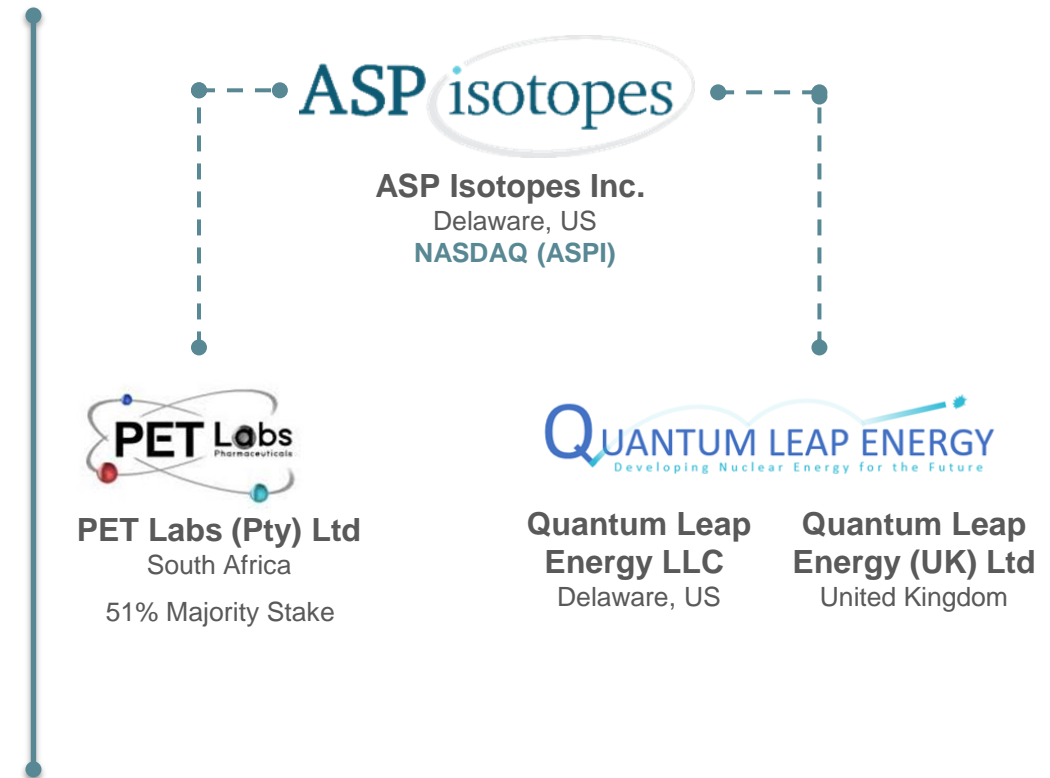 ASP isotopes
ASP Isotopes Inc.
Delaware, US
NASDAQ (ASPI)
PET Labs
Pharmaceuticals
PET Labs (Pty) Ltd
South Africa
51% Majority Stake
QUANTUM LEAP ENERGY
Developing Nuclear Energy for the Future
Quantum Leap
Energy LLC
Delaware, US
Quantum Leap
Energy (UK) Ltd
United Kingdom